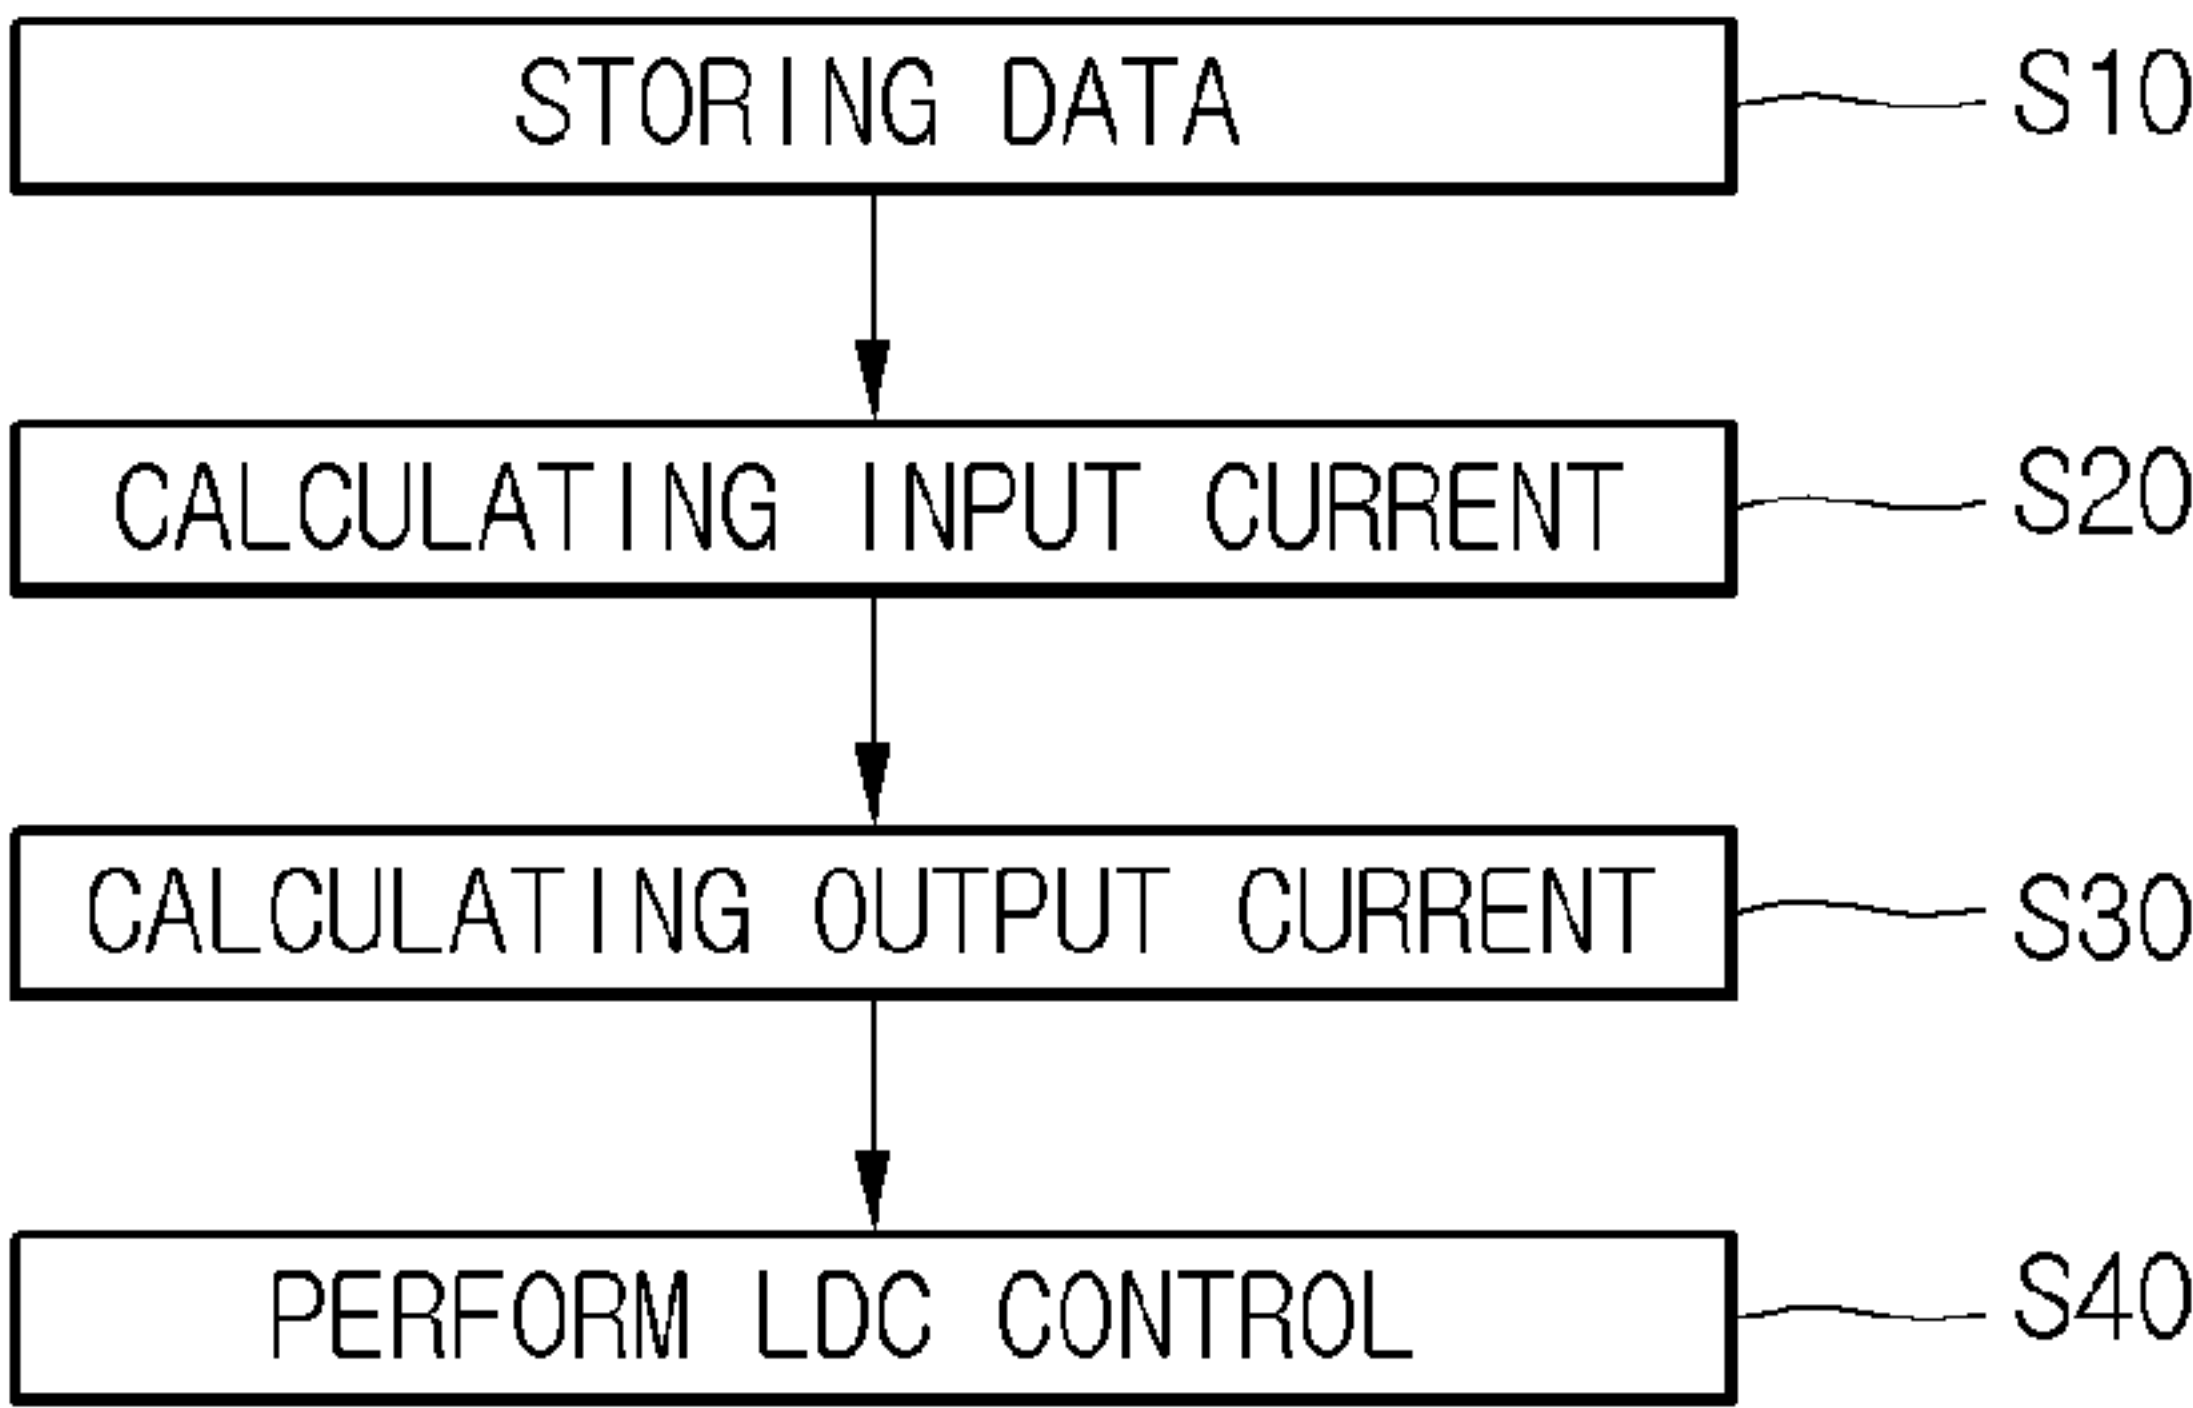 STORING DATA S10
CALCULATING INPUT CURRENT S20
CALCULATING OUTPUT CURRENT S30
PERFORM LDC CONTROL S40